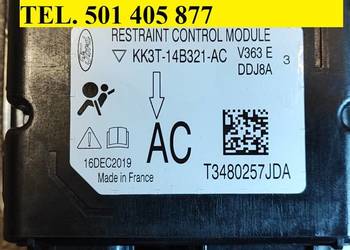 TEL. 501 405 877
RESTRAINT CONTROL MODULE
KK3T-14B321-AC V363 E
DDJ8A 3
AC
16DEC2019
Made in France
T3480257JDA